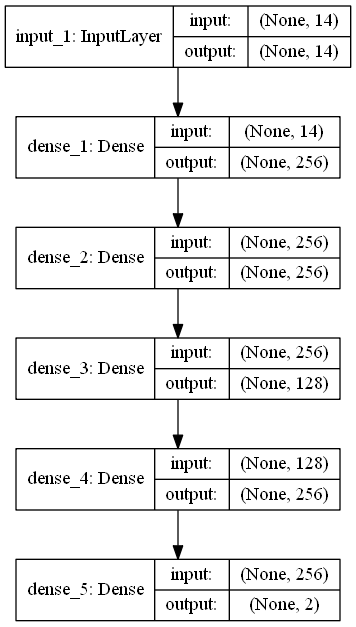 input_1: InputLayer
input: (None, 14)
output: (None, 14)
dense_1: Dense
input: (None, 14)
output: (None, 256)
dense_2: Dense
input: (None, 256)
output: (None, 256)
dense_3: Dense
input: (None, 256)
output: (None, 128)
dense_4: Dense
input: (None, 128)
output: (None, 256)
dense_5: Dense
input: (None, 256)
output: (None, 2)